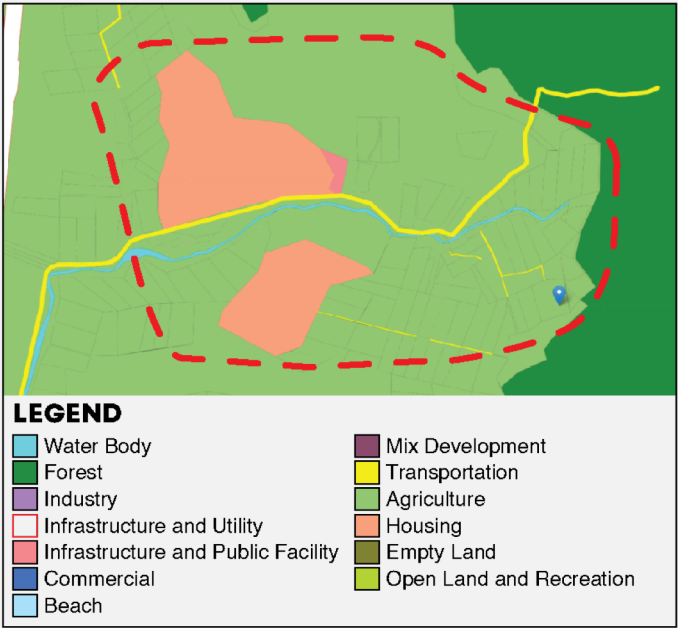 LEGEND
Water Body
Forest
Industry
Infrastructure and Utility
Infrastructure and Public Facility
Commercial
Beach
Mix Development
Transportation
Agriculture
Housing
Empty Land
Open Land and Recreation